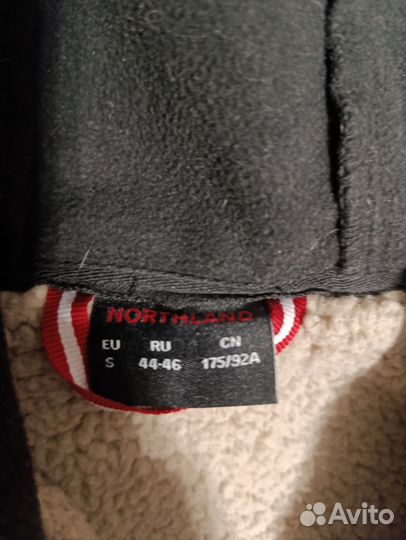 NORTHLAND
EU RU CN
S 44-46 175/92A
Avito